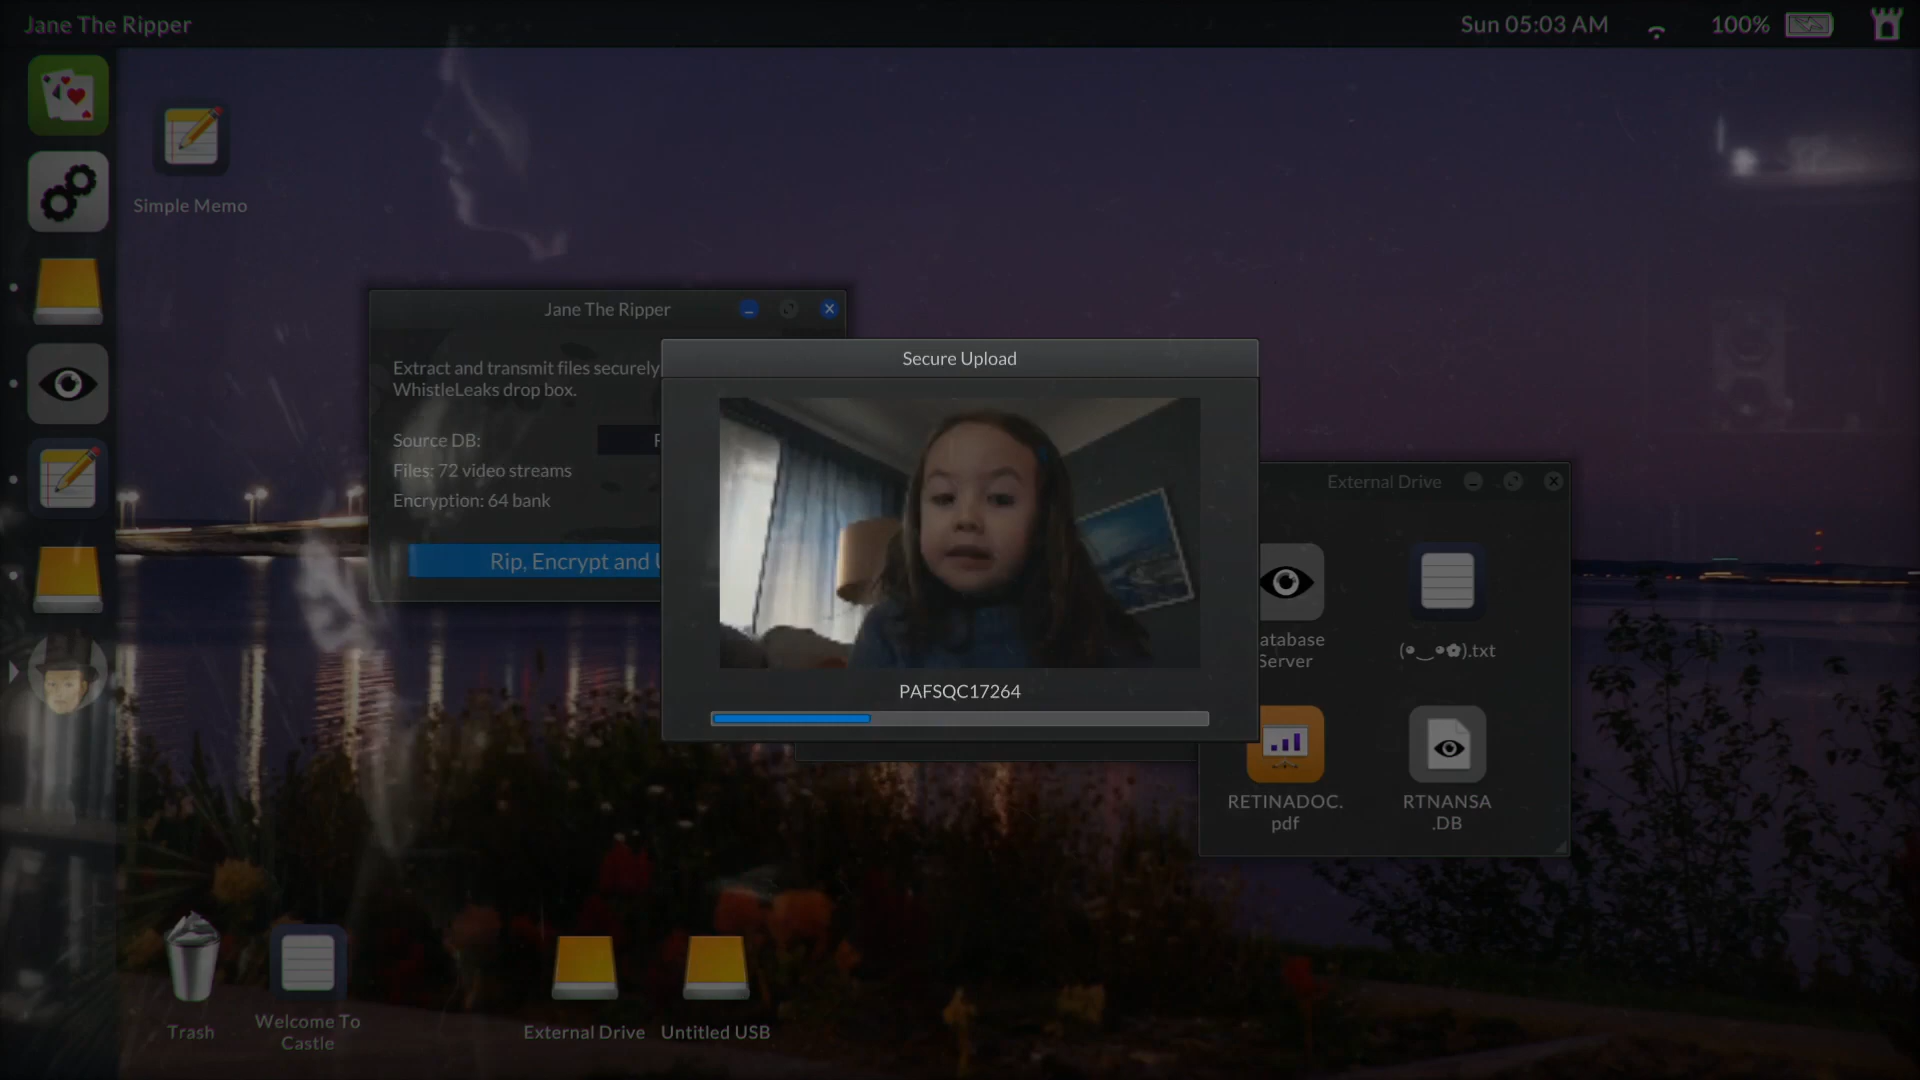 Jane The Ripper
Sun 05:03 AM
100%
Simple Memo
Jane The Ripper
Extract and transmit files securely
WhistleLeaks drop box.
Source DB:
Files: 72 video streams
Encryption: 64 bank
Rip, Encrypt and U
Secure Upload
PAFSQC17264
External Drive
atabase
Server
(•‿•✿).txt
RETINADOC.
pdf
RTNANSA
.DB
Trash
Welcome To
Castle
External Drive
Untitled USB